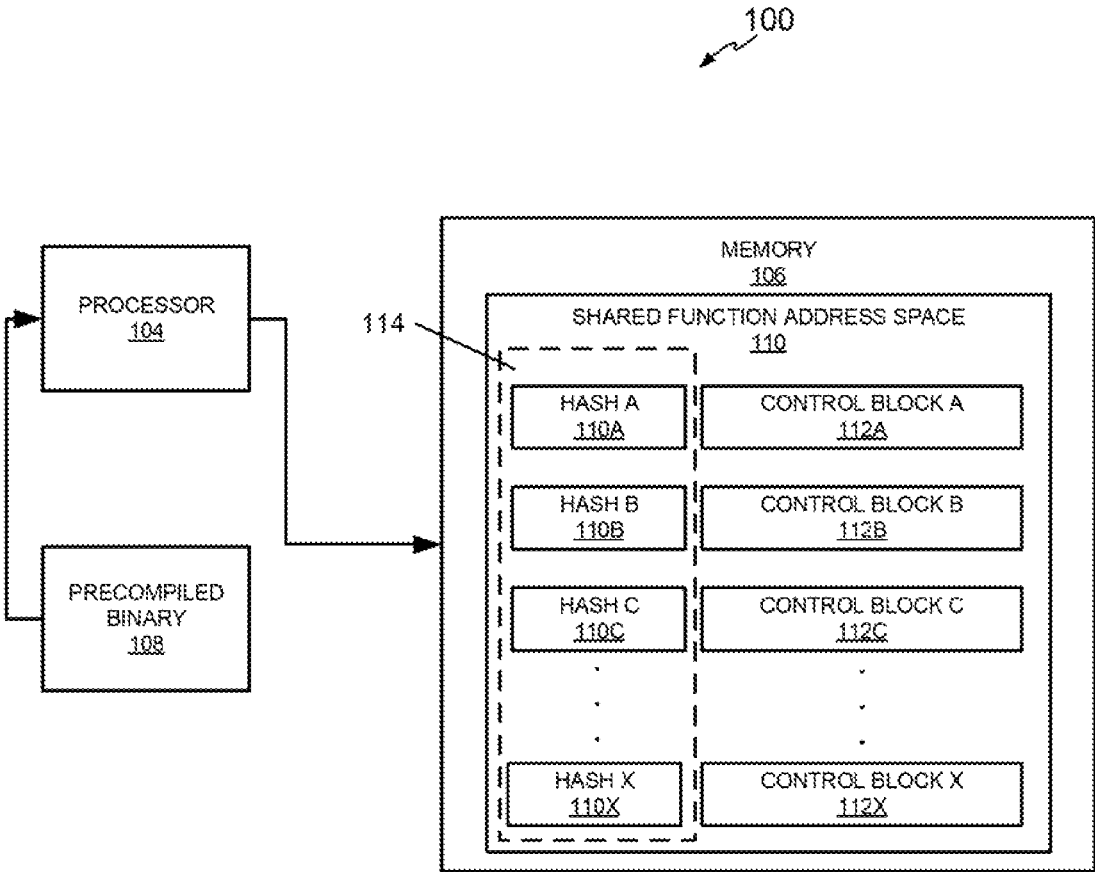 100
MEMORY
106
PROCESSOR
104
SHARED FUNCTION ADDRESS SPACE
110
114
HASH A
110A
CONTROL BLOCK A
112A
HASH B
110B
CONTROL BLOCK B
112B
PRECOMPILED
BINARY
108
HASH C
110C
CONTROL BLOCK C
112C
HASH X
110X
CONTROL BLOCK X
112X